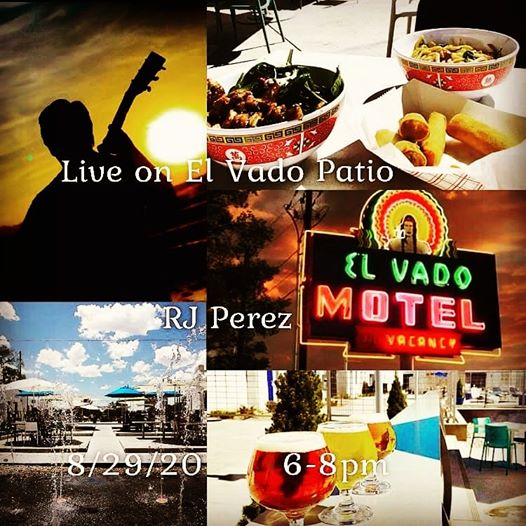 Live on El Vado Patio
EL VADO
MOTEL
VACANCY
RJ Perez
8/29/20 6-8pm